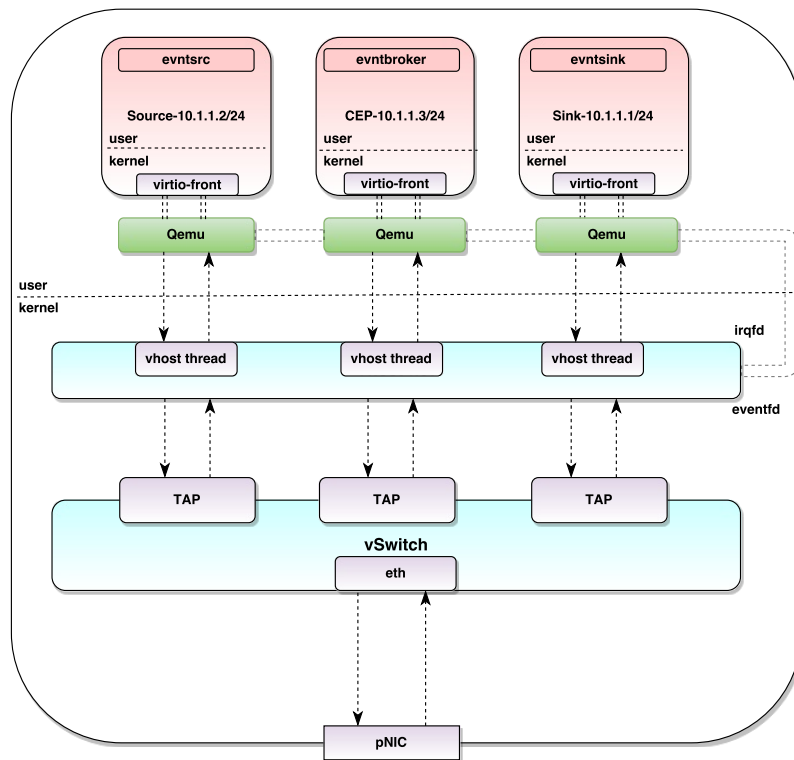 evntsrc
evntbroker
evntsink
Source-10.1.1.2/24
CEP-10.1.1.3/24
Sink-10.1.1.1/24
user
user
user
kernel
kernel
kernel
virtio-front
virtio-front
virtio-front
Qemu
Qemu
Qemu
user
kernel
irqfd
vhost thread
vhost thread
vhost thread
eventfd
TAP
TAP
TAP
vSwitch
eth
pNIC